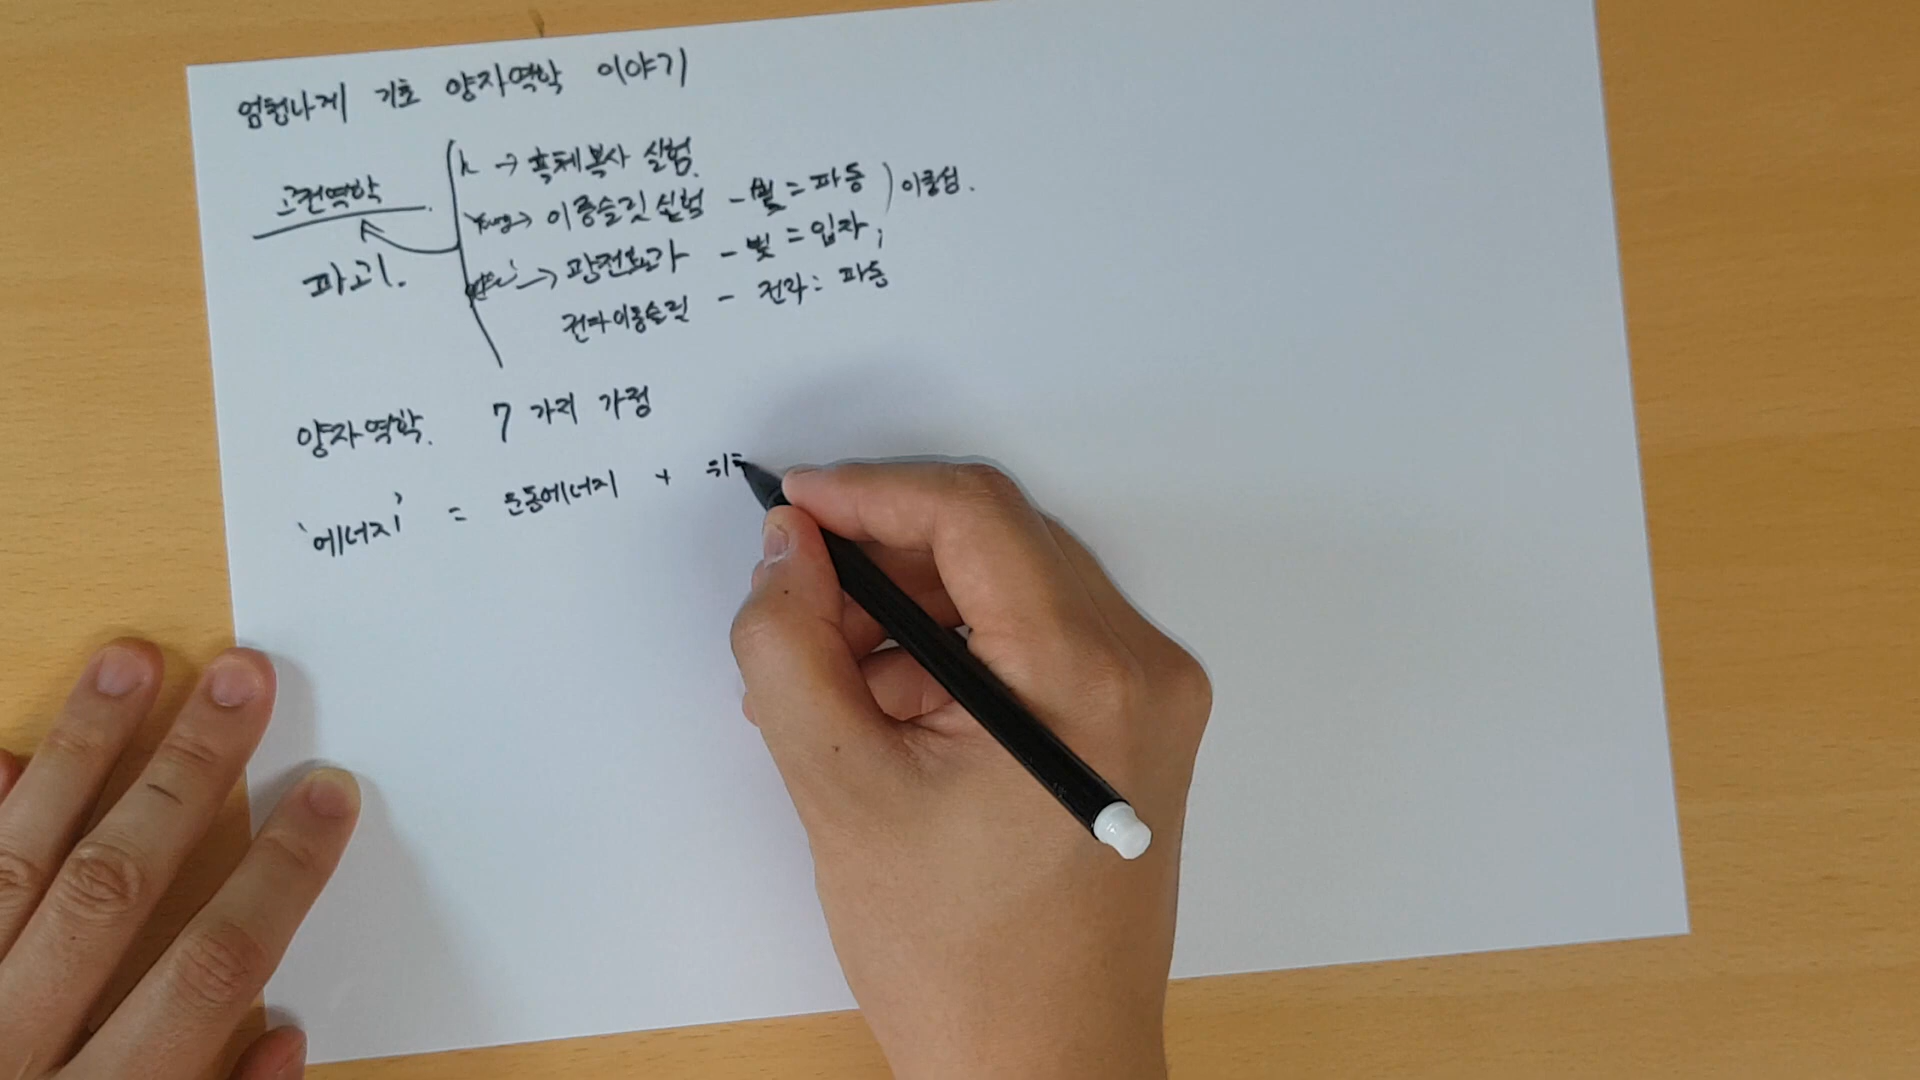 엄청나게 기초 양자역학 이야기
h → 흑체복사 실험.
고전역학
Young → 이중슬릿 실험 - 빛 = 파동 ) 이중성.
→ 광전효과 - 빛 = 입자,
파괴.
전자이중슬릿 - 전자: 파동
양자역학. 7 가지 가정
'에너지' = 운동에너지 + 위